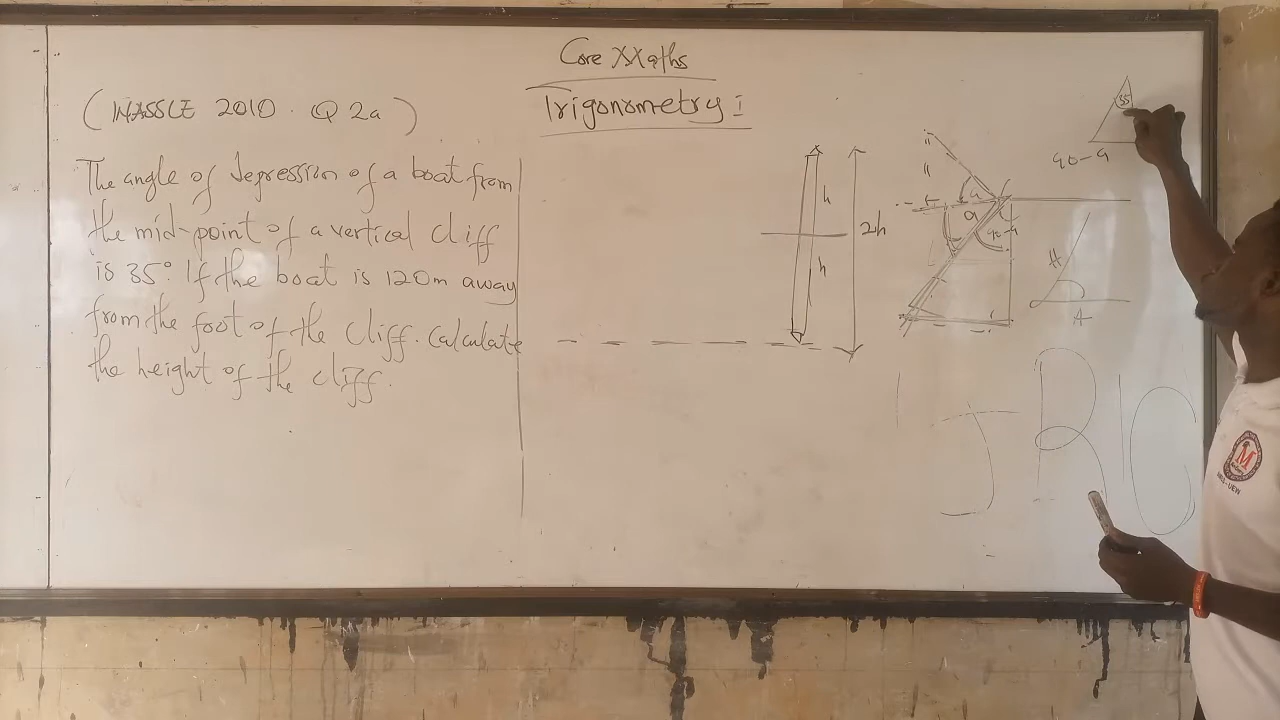 Core Maths
Trigonometry I
(WASSCE 2010. Q 2a)
The angle of depression of a boat from
the mid-point of a vertical cliff
is 35°. If the boat is 120m away
from the foot of the cliff. Calculate
the height of the cliff.
h
h
2h
a
a
90-a
35
90-a
H
A
M